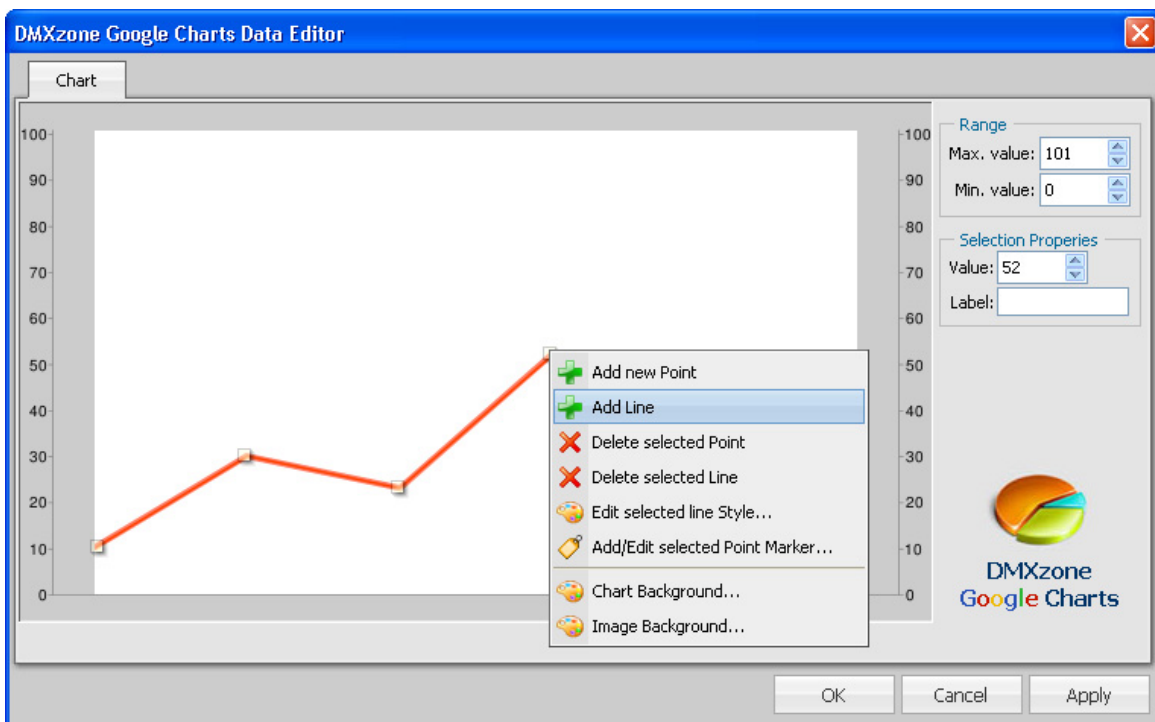 DMXzone Google Charts Data Editor
Chart
100
90
80
70
60
50
40
30
20
10
0
100
90
80
70
60
50
40
30
20
10
0
Add new Point
Add Line
Delete selected Point
Delete selected Line
Edit selected line Style...
Add/Edit selected Point Marker...
Chart Background...
Image Background...
Range
Max. value: 101
Min. value: 0
Selection Properies
Value: 52
Label:
DMXzone
Google Charts
OK
Cancel
Apply